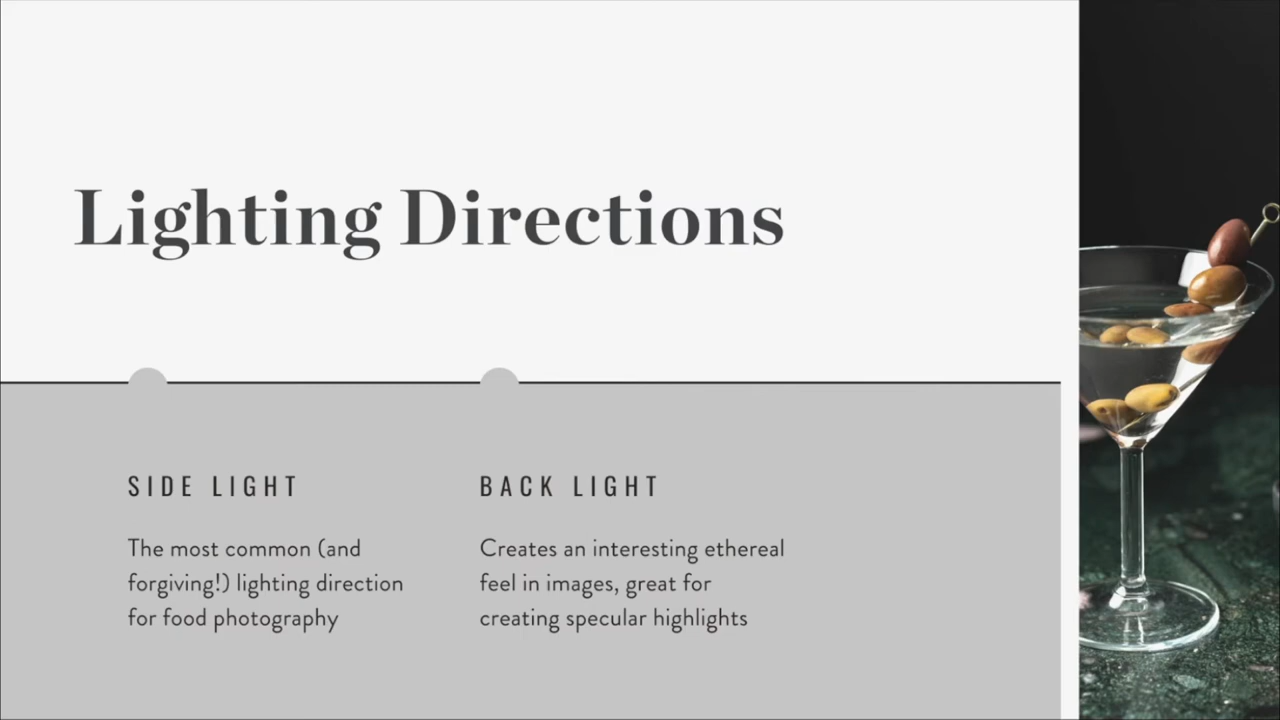 Lighting Directions
SIDE LIGHT
The most common (and
forgiving!) lighting direction
for food photography
BACK LIGHT
Creates an interesting ethereal
feel in images, great for
creating specular highlights